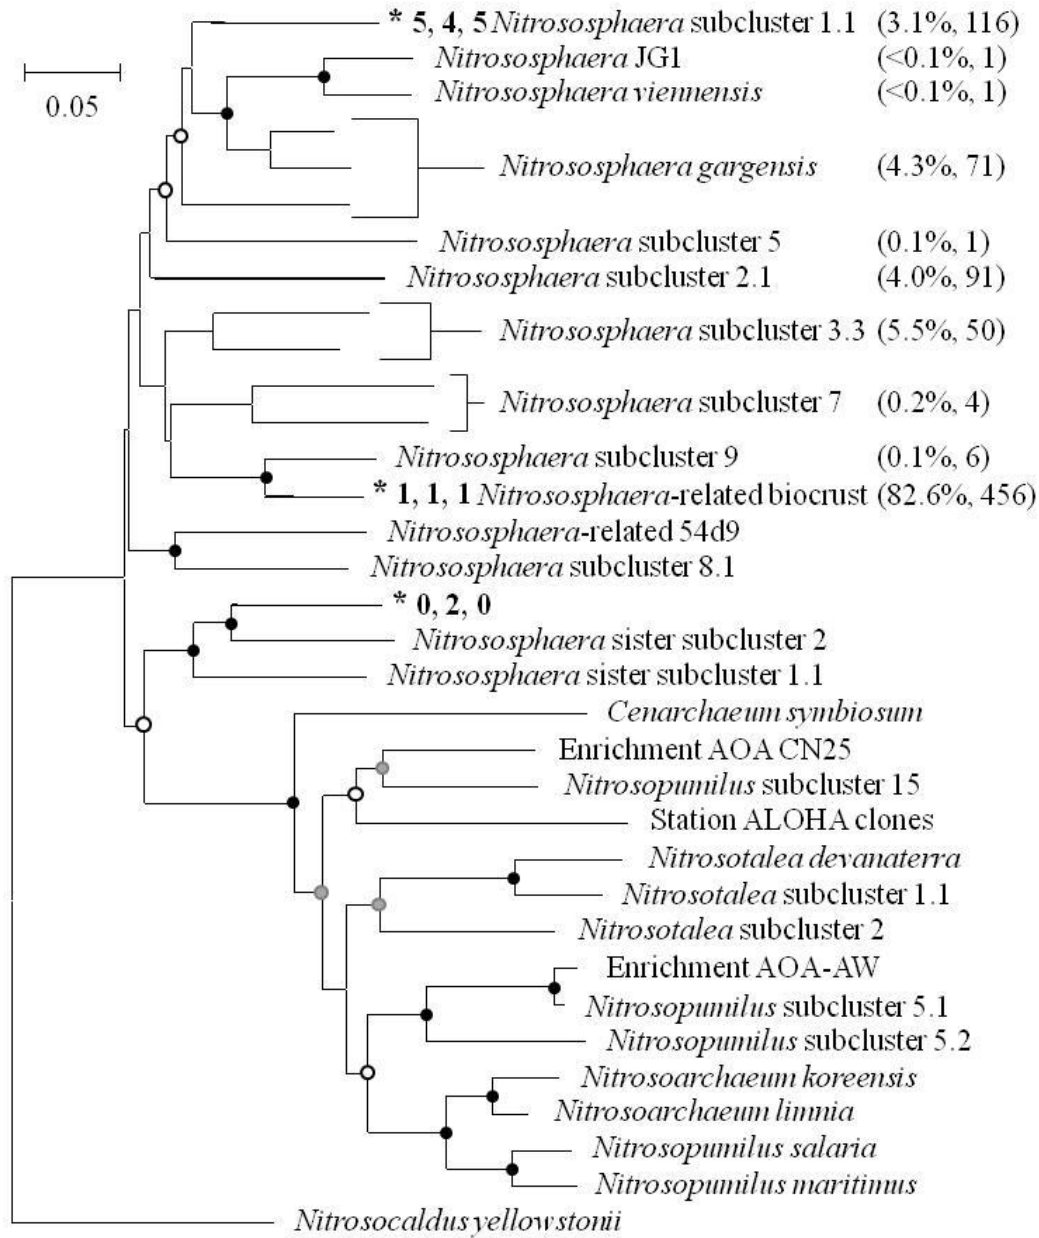 * 5, 4, 5 Nitrososphaera subcluster 1.1 (3.1%, 116)
Nitrososphaera JG1 (<0.1%, 1)
0.05
Nitrososphaera viennensis (<0.1%, 1)
Nitrososphaera gargensis (4.3%, 71)
Nitrososphaera subcluster 5 (0.1%, 1)
Nitrososphaera subcluster 2.1 (4.0%, 91)
Nitrososphaera subcluster 3.3 (5.5%, 50)
Nitrososphaera subcluster 7 (0.2%, 4)
Nitrososphaera subcluster 9 (0.1%, 6)
* 1, 1, 1 Nitrososphaera-related biocrust (82.6%, 456)
Nitrososphaera-related 54d9
Nitrososphaera subcluster 8.1
* 0, 2, 0
Nitrososphaera sister subcluster 2
Nitrososphaera sister subcluster 1.1
Cenarchaeum symbiosum
Enrichment AOA CN25
Nitrosopumilus subcluster 15
Station ALOHA clones
Nitrosotalea devanaterra
Nitrosotalea subcluster 1.1
Nitrosotalea subcluster 2
Enrichment AOA-AW
Nitrosopumilus subcluster 5.1
Nitrosopumilus subcluster 5.2
Nitrosoarchaeum koreensis
Nitrosoarchaeum limnia
Nitrosopumilus salaria
Nitrosopumilus maritimus
Nitrosocaldus yellowstonii